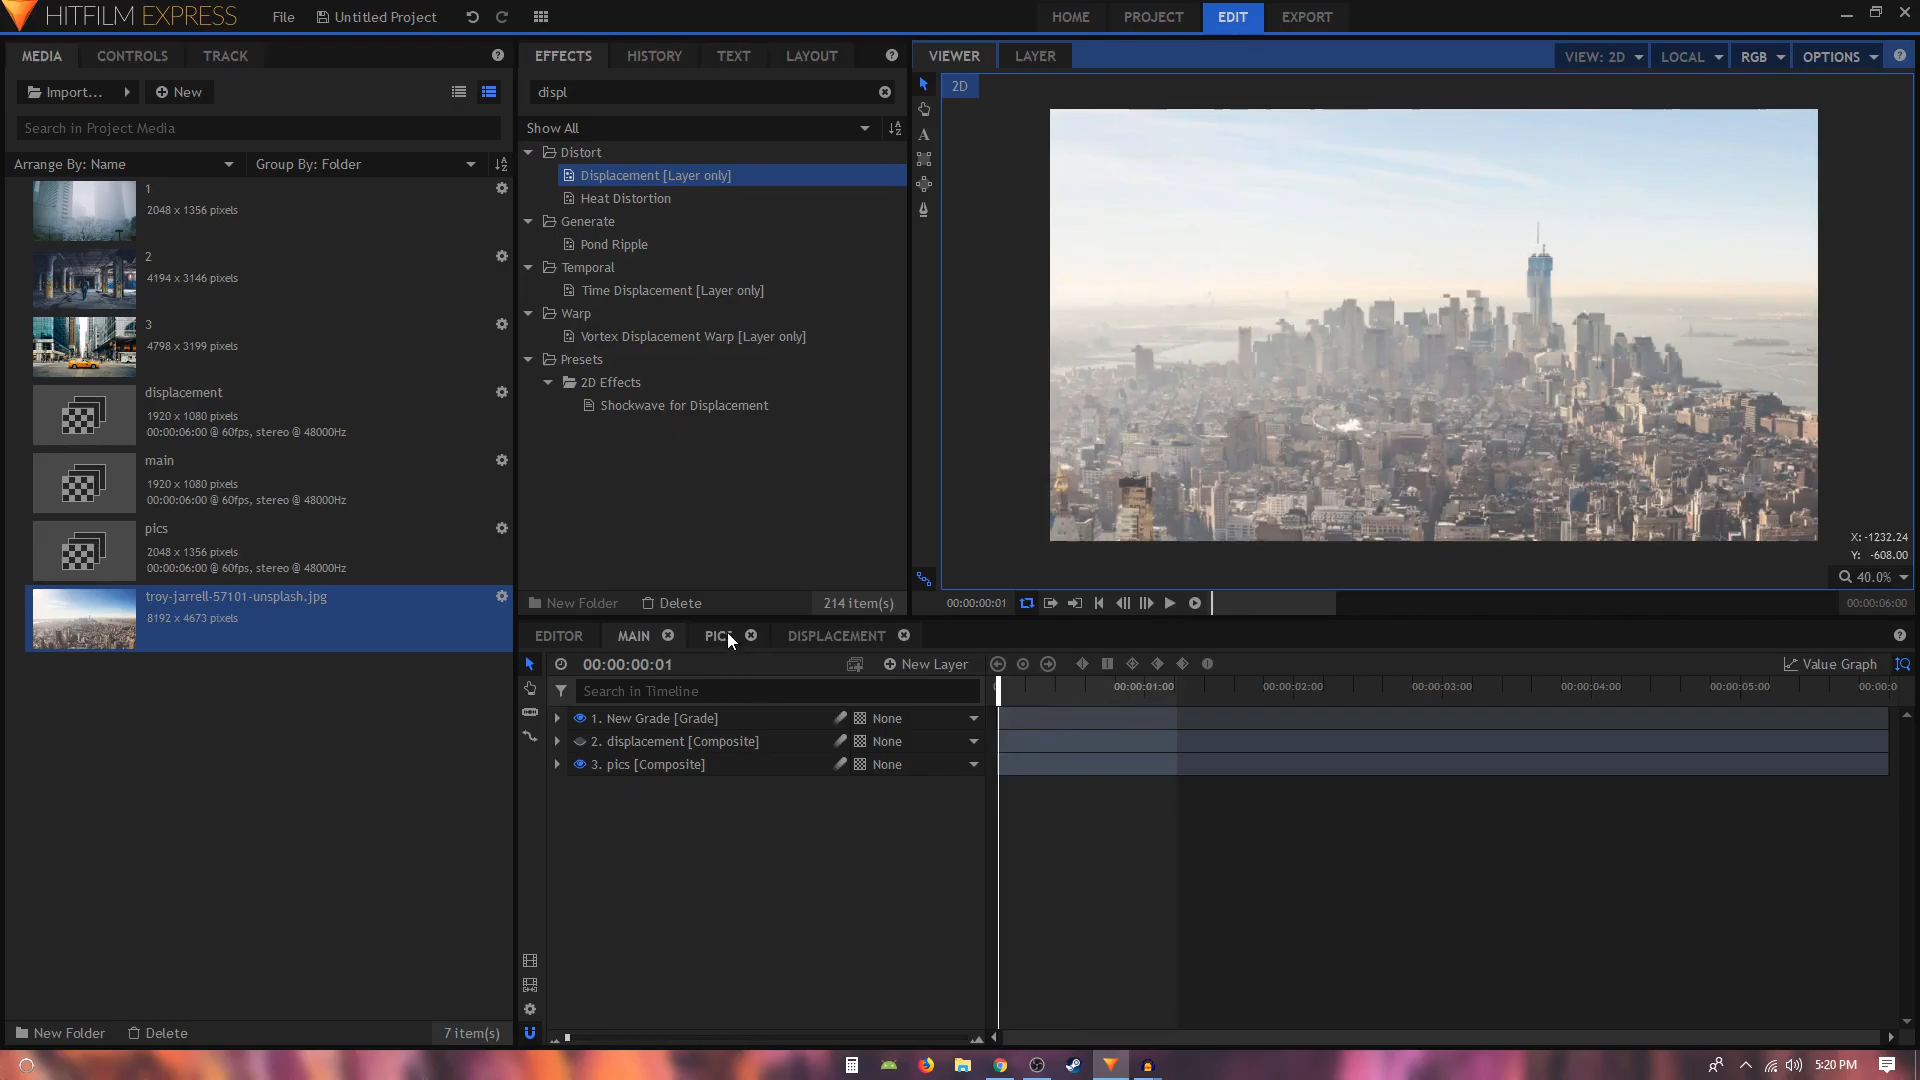 HITFILM EXPRESS
File
Untitled Project
HOME
PROJECT
EDIT
EXPORT
MEDIA
CONTROLS
TRACK
Import...
New
Search in Project Media
Arrange By: Name
Group By: Folder
1
2048 x 1356 pixels
2
4194 x 3146 pixels
3
4798 x 3199 pixels
displacement
1920 x 1080 pixels
00:00:06:00 @ 60fps, stereo @ 48000Hz
main
1920 x 1080 pixels
00:00:06:00 @ 60fps, stereo @ 48000Hz
pics
2048 x 1356 pixels
00:00:06:00 @ 60fps, stereo @ 48000Hz
troy-jarrell-57101-unsplash.jpg
8192 x 4673 pixels
New Folder
Delete
7 item(s)
EFFECTS
HISTORY
TEXT
LAYOUT
displ
Show All
Distort
Displacement [Layer only]
Heat Distortion
Generate
Pond Ripple
Temporal
Time Displacement [Layer only]
Warp
Vortex Displacement Warp [Layer only]
Presets
2D Effects
Shockwave for Displacement
New Folder
Delete
214 item(s)
VIEWER
LAYER
VIEW: 2D
LOCAL
RGB
OPTIONS
2D
X: -1232.24
Y: -608.00
40.0%
00:00:00:01
00:00:06:00
EDITOR
MAIN
DISPLACEMENT
00:00:00:01
New Layer
Value Graph
Search in Timeline
00:00:01:00
00:00:02:00
00:00:03:00
00:00:04:00
00:00:05:00
00:00:0
1. New Grade [Grade]
None
2. displacement [Composite]
None
3. pics [Composite]
None
5:20 PM